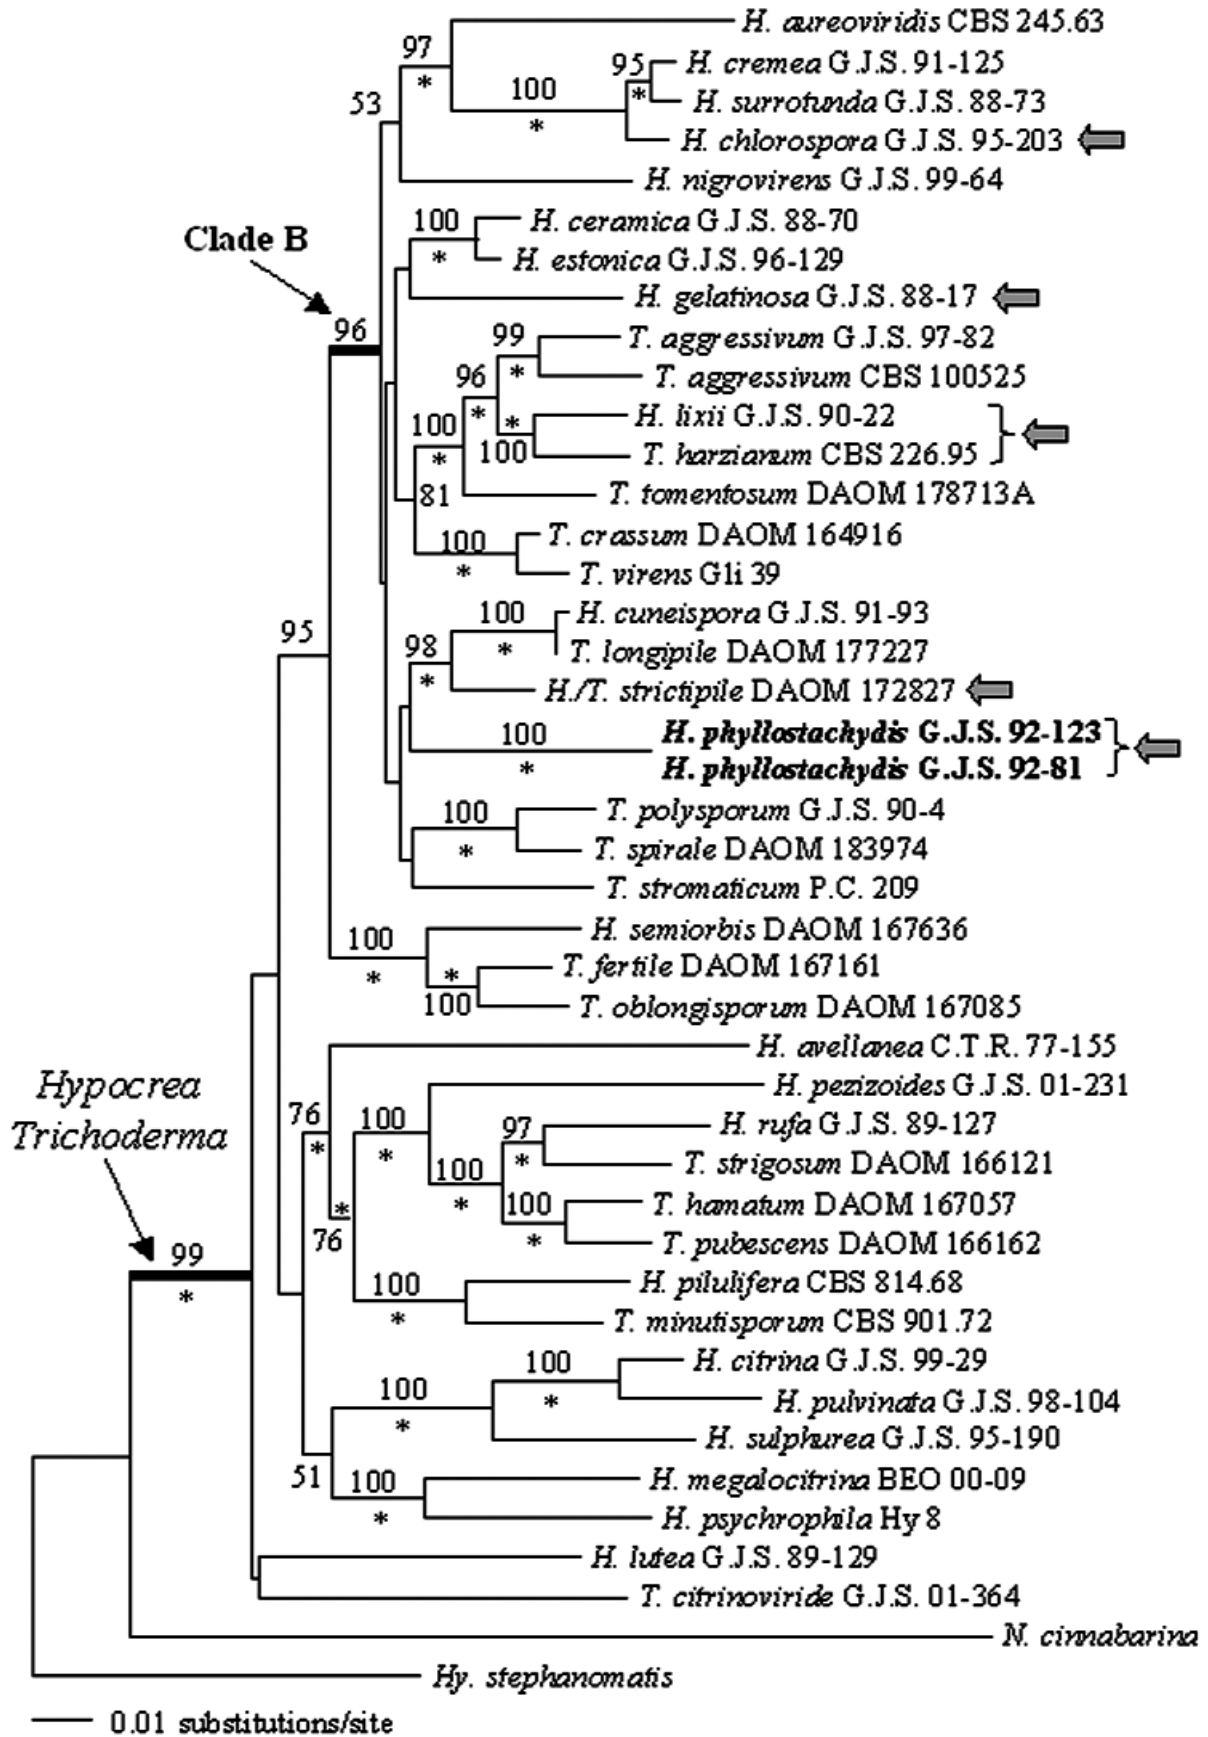 H. aureoviridis CBS 245.63
97
*
95
H. cremea G.J.S. 91-125
100
*
*
H. surrotunda G.J.S. 88-73
53
H. chlorospora G.J.S. 95-203
H. nigrovirens G.J.S. 99-64
100
*
H. ceramica G.J.S. 88-70
Clade B
H. estonica G.J.S. 96-129
H. gelatinosa G.J.S. 88-17
96
99
*
T. aggressivum G.J.S. 97-82
96
*
T. aggressivum CBS 100525
*
100
H. lixii G.J.S. 90-22
100
*
T. harzianum CBS 226.95
81
T. tomentosum DAOM 178713A
100
*
T. crassum DAOM 164916
T. virens Gli 39
100
*
H. cuneispora G.J.S. 91-93
95
98
*
T. longipile DAOM 177227
H./T. strictipile DAOM 172827
100
*
H. phyllostachydis G.J.S. 92-123
H. phyllostachydis G.J.S. 92-81
100
*
T. polysporum G.J.S. 90-4
T. spirale DAOM 183974
T. stromaticum P.C. 209
100
*
H. semiorbis DAOM 167636
*
100
T. fertile DAOM 167161
T. oblongisporum DAOM 167085
H. avellanea C.T.R. 77-155
Hypocrea
Trichoderma
H. pezizoides G.J.S. 01-231
76
*
100
*
97
*
H. rufa G.J.S. 89-127
100
*
T. strigosum DAOM 166121
100
*
T. hamatum DAOM 167057
*
76
T. pubescens DAOM 166162
99
*
100
*
H. pilulifera CBS 814.68
T. minutisporum CBS 901.72
100
*
H. citrina G.J.S. 99-29
100
*
H. pulvinata G.J.S. 98-104
H. sulphurea G.J.S. 95-190
51
100
*
H. megalocitrina BEO 00-09
H. psychrophila Hy 8
H. lutea G.J.S. 89-129
T. citrinoviride G.J.S. 01-364
N. cinnabarina
Hy. stephanomatis
0.01 substitutions/site